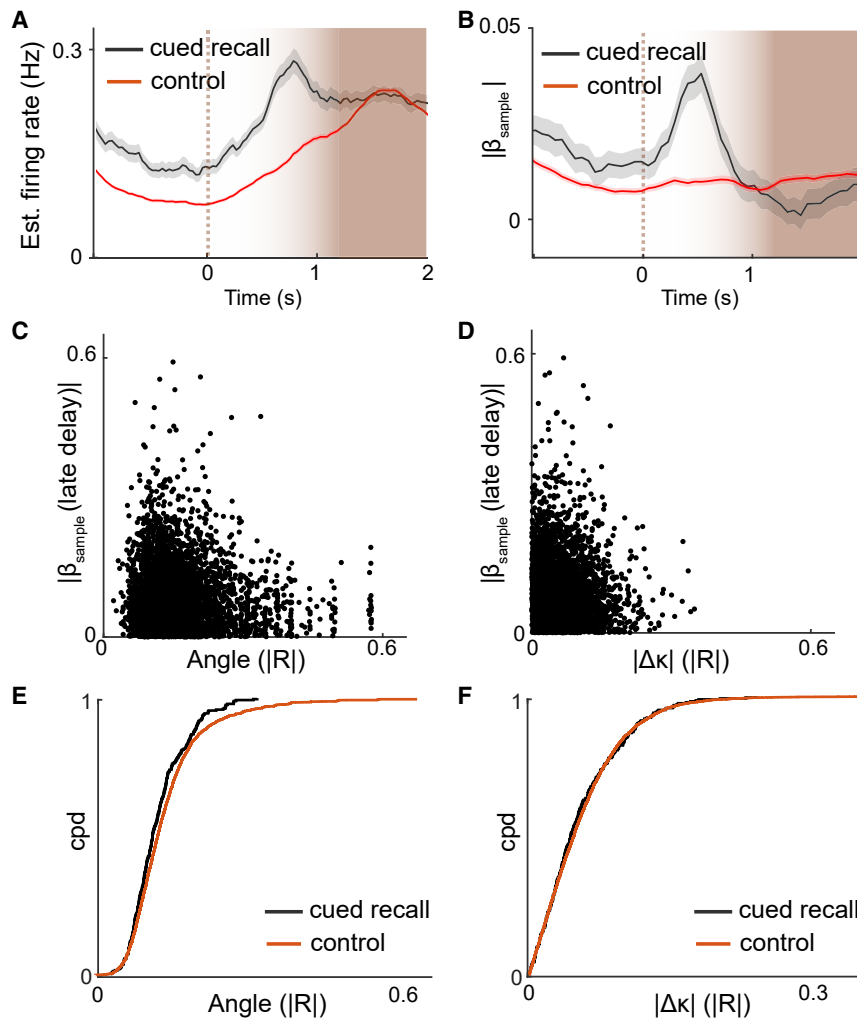 A
0.3
Est. firing rate (Hz)
0
cued recall
control
0
1
2
Time (s)
B
0.05
|β_sample|
0
cued recall
control
0
1
Time (s)
C
0.6
|β_sample (late delay)|
0
0
Angle (|R|)
0.6
D
0.6
|β_sample (late delay)|
0
0
|Δκ| (|R|)
0.6
E
1
cpd
0
cued recall
control
0
Angle (|R|)
0.6
F
1
cpd
0
cued recall
control
0
|Δκ| (|R|)
0.3